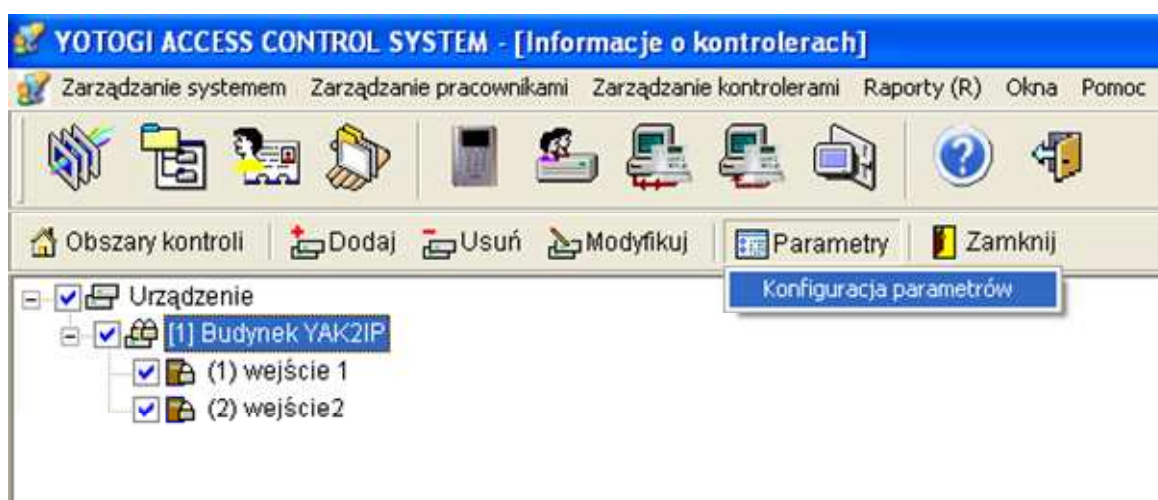 YOTOGI ACCESS CONTROL SYSTEM - [Informacje o kontrolerach]
Zarządzanie systemem Zarządzanie pracownikami Zarządzanie kontrolerami Raporty (R) Okna Pomoc
Obszary kontroli Dodaj Usuń Modyfikuj Parametry Zamknij
Konfiguracja parametrów
Urządzenie
[1] Budynek YAK2IP
(1) wejście 1
(2) wejście2